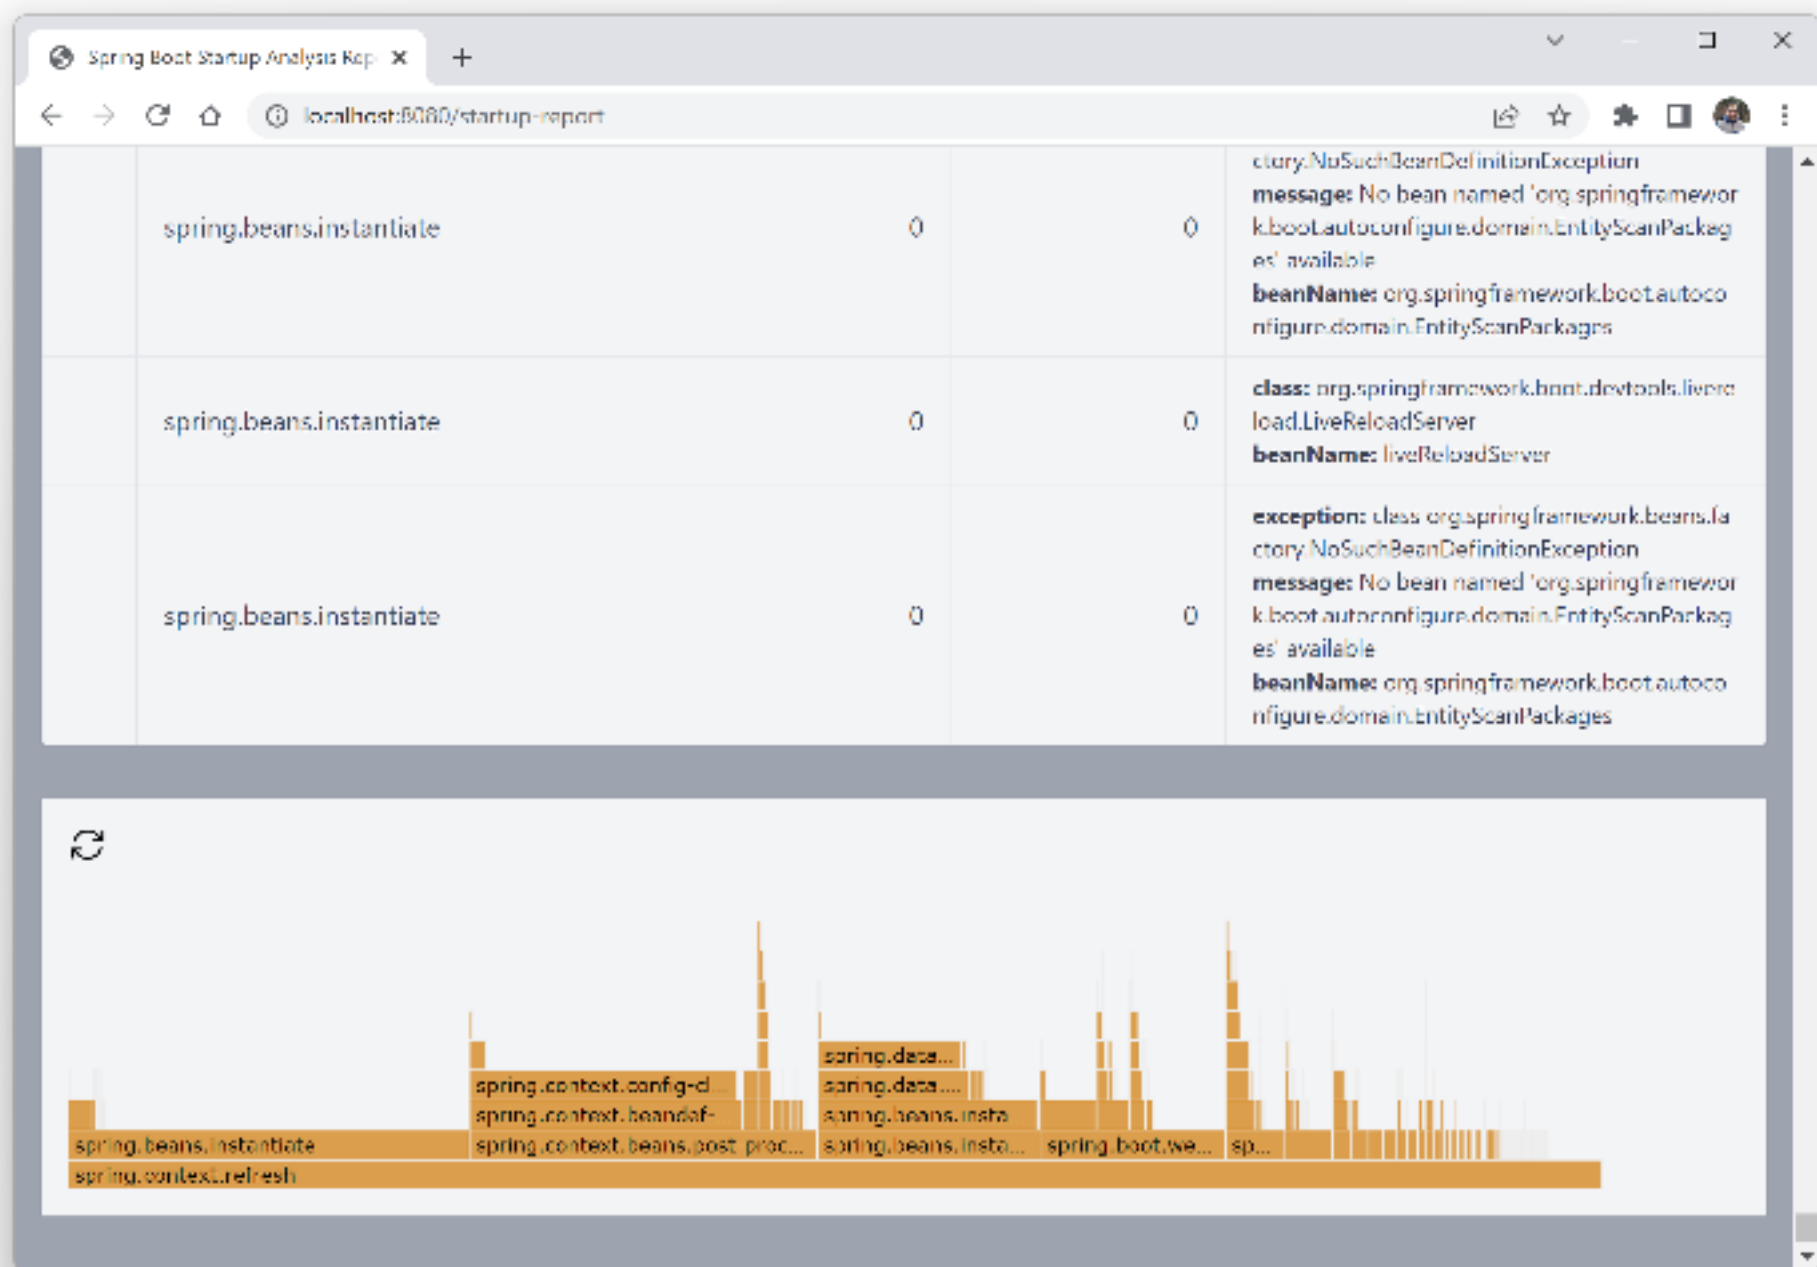 Spring Boot Startup Analysis Rep
localhost:8080/startup-report
ctory.NoSuchBeanDefinitionException
message: No bean named 'org.springframewor
spring.beans.instantiate 0 0 k.boot.autoconfigure.domain.EntityScanPackag
es' available
beanName: org.springframework.boot.autoco
nfigure.domain.EntityScanPackages
class: org.springframework.boot.devtools.livere
spring.beans.instantiate 0 0 load.LiveReloadServer
beanName: liveReloadServer
exception: class org.springframework.beans.fa
ctory.NoSuchBeanDefinitionException
message: No bean named 'org.springframewor
spring.beans.instantiate 0 0 k.boot.autoconfigure.domain.EntityScanPackag
es' available
beanName: org.springframework.boot.autoco
nfigure.domain.EntityScanPackages
spring.data...
spring.context.config-cl... spring.data....
spring.context.beandef- spring.beans.insta
spring.beans.instantiate spring.context.beans.post-proc... spring.beans.insta... spring.boot.we... sp...
spring.context.refresh